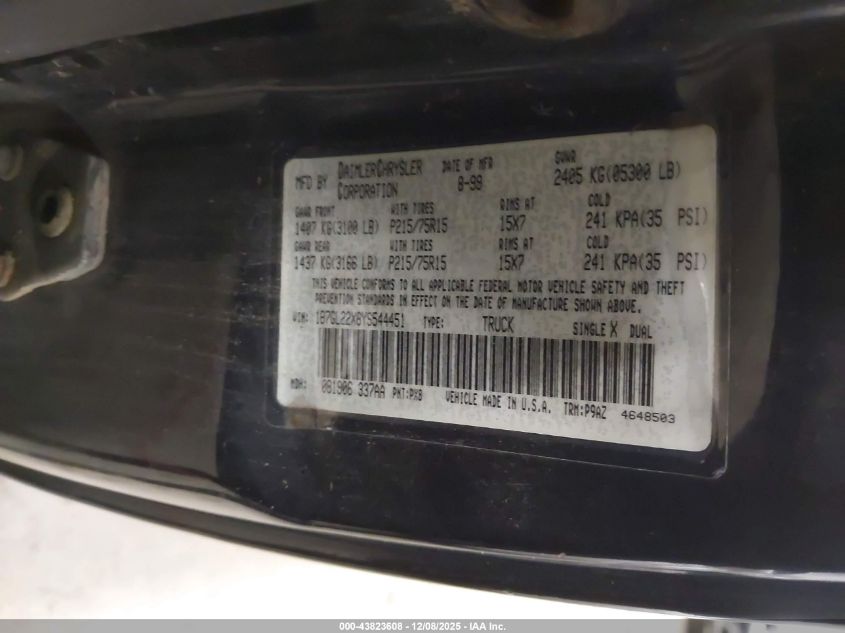 MFD BY DAIMLERCHRYSLER CORPORATION DATE OF MFR 8-99 GVWR 2405 KG(05300 LB)
GAWR FRONT WITH TIRES RIMS AT COLD
1407 KG(3100 LB) P215/75R15 15X7 241 KPA(35 PSI)
GAWR REAR WITH TIRES RIMS AT COLD
1437 KG(3166 LB) P215/75R15 15X7 241 KPA(35 PSI)
THIS VEHICLE CONFORMS TO ALL APPLICABLE FEDERAL MOTOR VEHICLE SAFETY AND THEFT
PREVENTION STANDARDS IN EFFECT ON THE DATE OF MANUFACTURE SHOWN ABOVE.
VIN: 1B7GL22X8YS544451 TYPE: TRUCK SINGLE X DUAL
MDH: 081906 337AA PNT:PXB VEHICLE MADE IN U.S.A. TRM:P9AZ 4648503
000-43823608 - 12/08/2025 - IAA Inc.